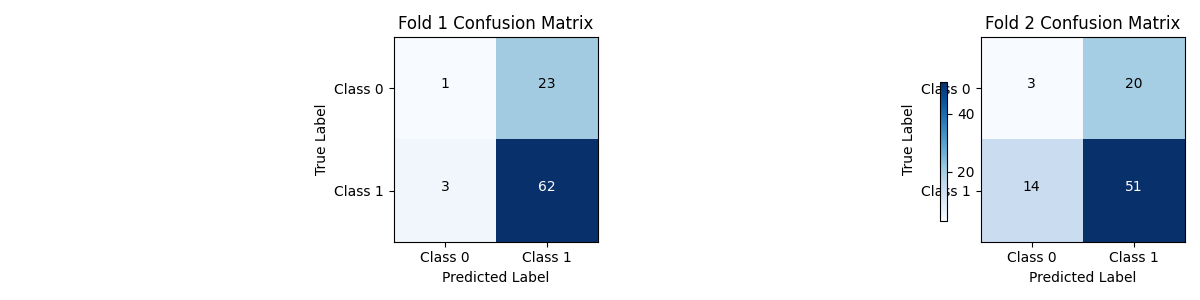 Fold 1 Confusion Matrix
True Label
Class 0
1
23
Class 1
3
62
Class 0
Class 1
Predicted Label
Fold 2 Confusion Matrix
True Label
Class 0
3
20
Class 1
14
51
Class 0
Class 1
Predicted Label
40
20